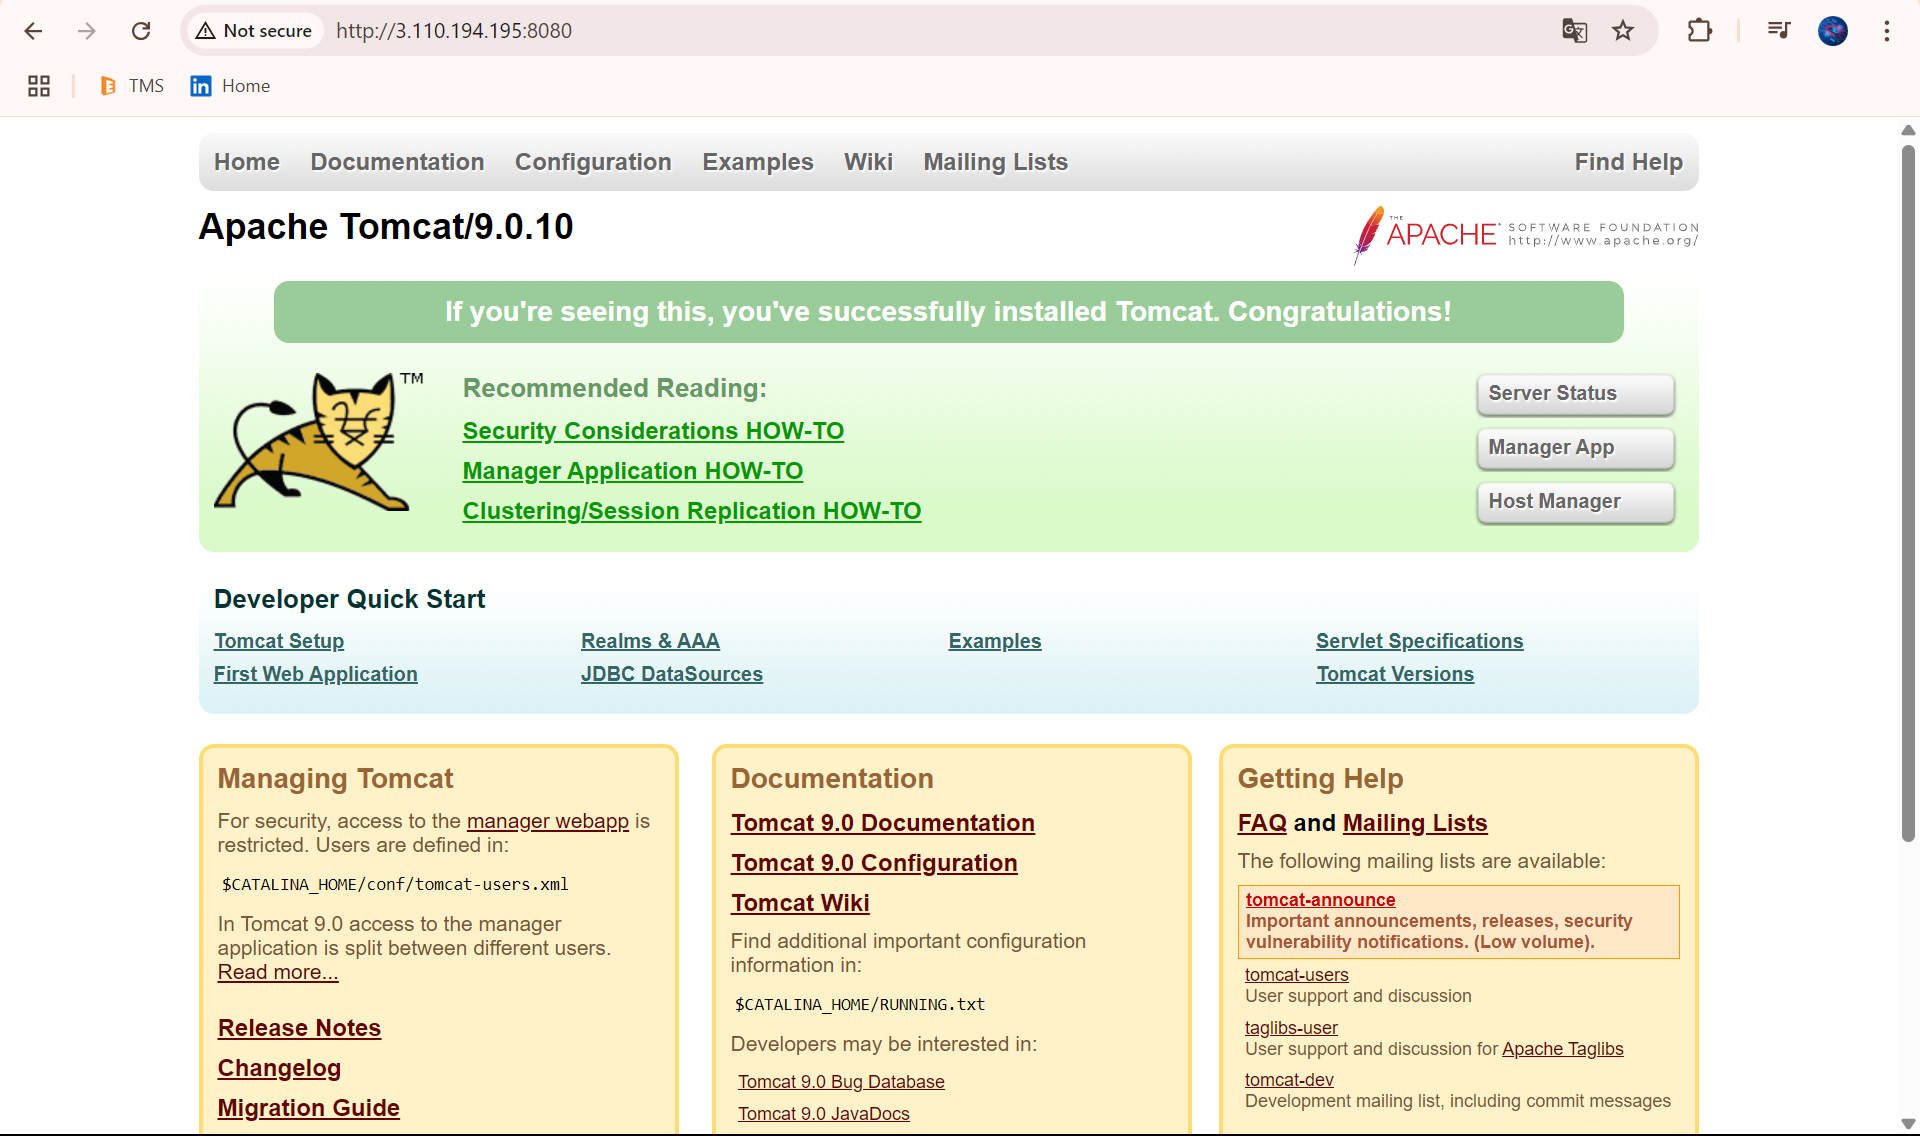 Not secure http://3.110.194.195:8080
TMS Home
Home Documentation Configuration Examples Wiki Mailing Lists Find Help
Apache Tomcat/9.0.10
THE APACHE® SOFTWARE FOUNDATION
http://www.apache.org/
If you're seeing this, you've successfully installed Tomcat. Congratulations!
TM
Recommended Reading:
Security Considerations HOW-TO
Manager Application HOW-TO
Clustering/Session Replication HOW-TO
Server Status
Manager App
Host Manager
Developer Quick Start
Tomcat Setup
First Web Application
Realms & AAA
JDBC DataSources
Examples
Servlet Specifications
Tomcat Versions
Managing Tomcat
For security, access to the manager webapp is
restricted. Users are defined in:
$CATALINA_HOME/conf/tomcat-users.xml
In Tomcat 9.0 access to the manager
application is split between different users.
Read more...
Release Notes
Changelog
Migration Guide
Documentation
Tomcat 9.0 Documentation
Tomcat 9.0 Configuration
Tomcat Wiki
Find additional important configuration
information in:
$CATALINA_HOME/RUNNING.txt
Developers may be interested in:
Tomcat 9.0 Bug Database
Tomcat 9.0 JavaDocs
Getting Help
FAQ and Mailing Lists
The following mailing lists are available:
tomcat-announce
Important announcements, releases, security
vulnerability notifications. (Low volume).
tomcat-users
User support and discussion
taglibs-user
User support and discussion for Apache Taglibs
tomcat-dev
Development mailing list, including commit messages